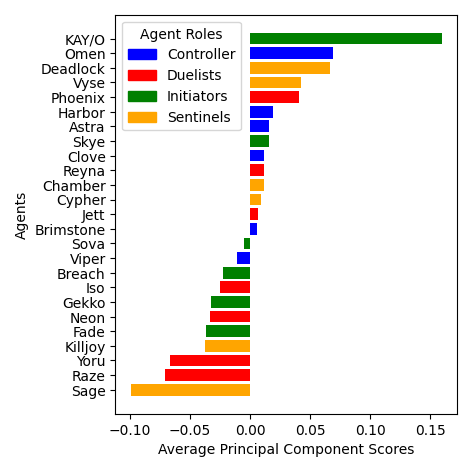 Agent Roles
Controller
Duelists
Initiators
Sentinels
KAY/O
Omen
Deadlock
Vyse
Phoenix
Harbor
Astra
Skye
Clove
Reyna
Chamber
Cypher
Jett
Brimstone
Sova
Viper
Breach
Iso
Gekko
Neon
Fade
Killjoy
Yoru
Raze
Sage
Agents
−0.10 −0.05 0.00 0.05 0.10 0.15
Average Principal Component Scores